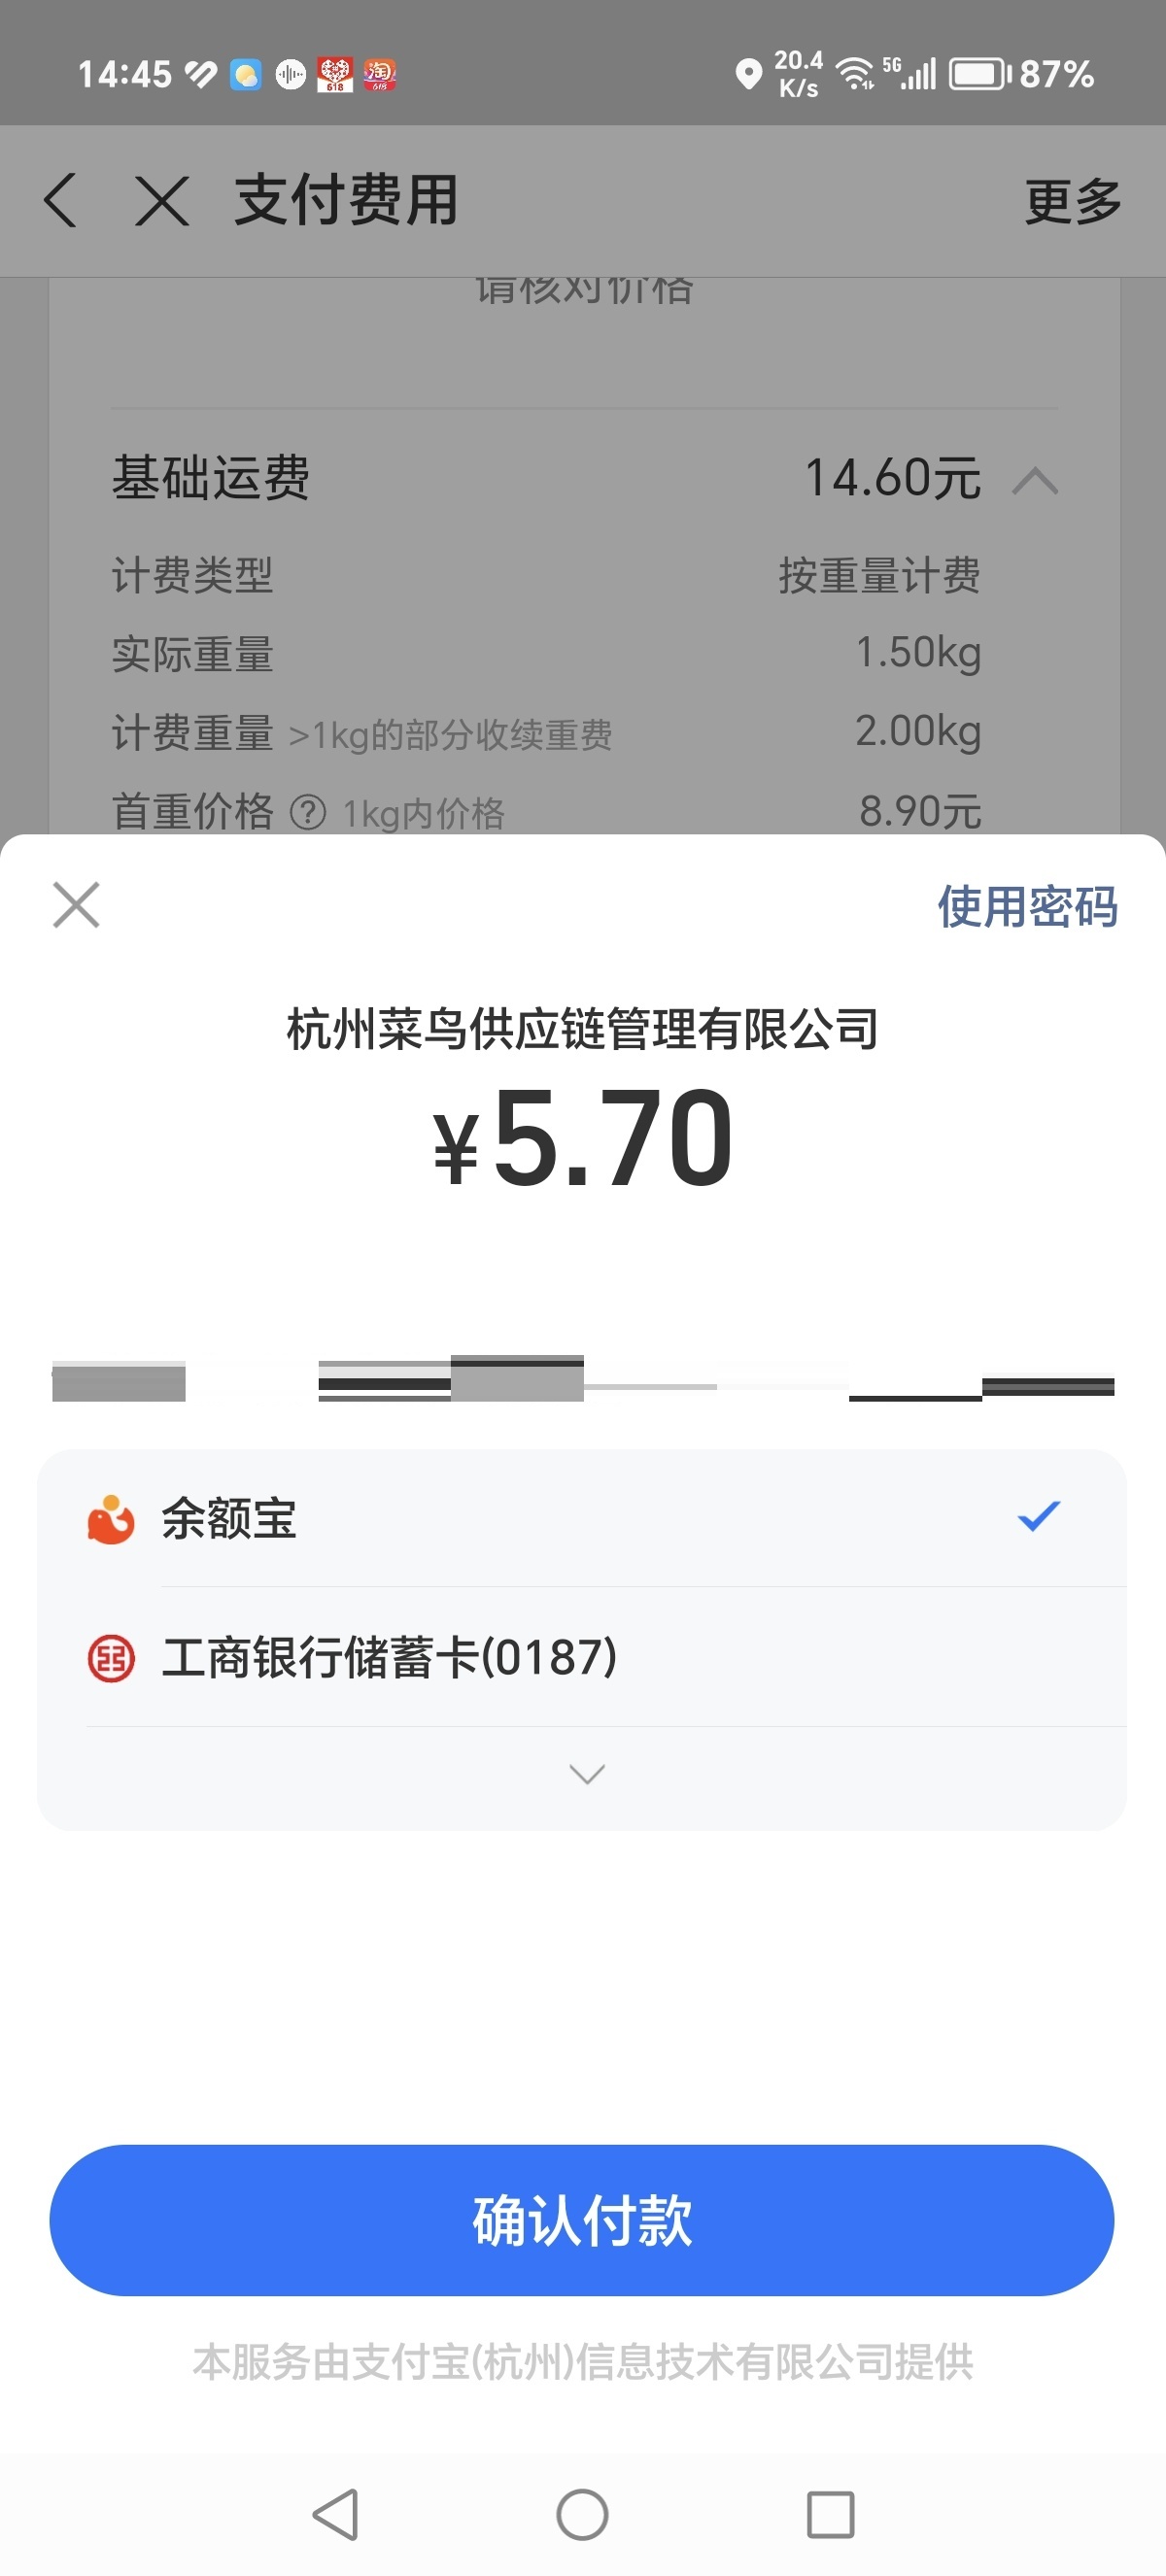 14:45
618
淘
618
20.4
K/s
5G
87%
支付费用
更多
请核对价格
基础运费
14.60元
计费类型
按重量计费
实际重量
1.50kg
计费重量 >1kg的部分收续重费
2.00kg
首重价格 ? 1kg内价格
8.90元
使用密码
杭州菜鸟供应链管理有限公司
¥5.70
余额宝
工商银行储蓄卡(0187)
确认付款
本服务由支付宝(杭州)信息技术有限公司提供